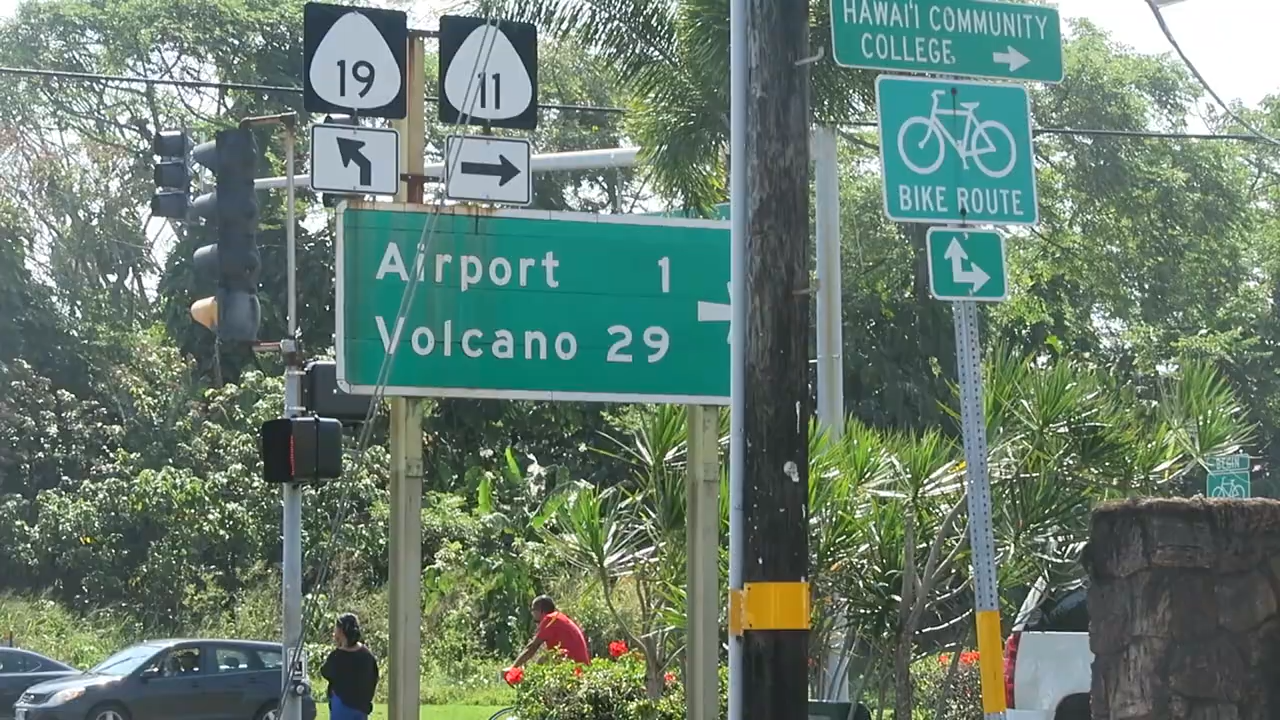 19
11
Airport 1
Volcano 29
HAWAI'I COMMUNITY
COLLEGE
BIKE ROUTE
BEGIN